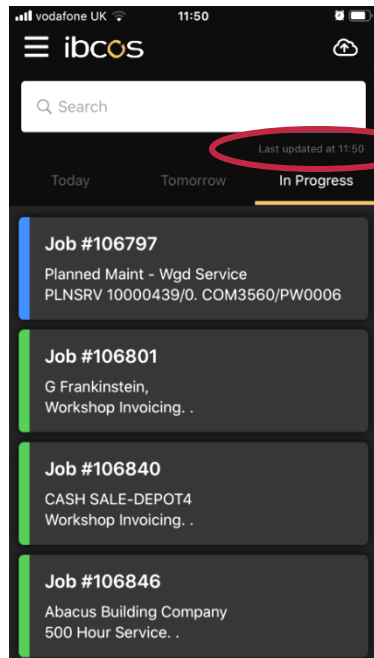 vodafone UK 11:50
ibcos
Search
Last updated at 11:50
Today Tomorrow In Progress
Job #106797
Planned Maint - Wgd Service
PLNSRV 10000439/0. COM3560/PW0006
Job #106801
G Frankinstein,
Workshop Invoicing. .
Job #106840
CASH SALE-DEPOT4
Workshop Invoicing. .
Job #106846
Abacus Building Company
500 Hour Service. .